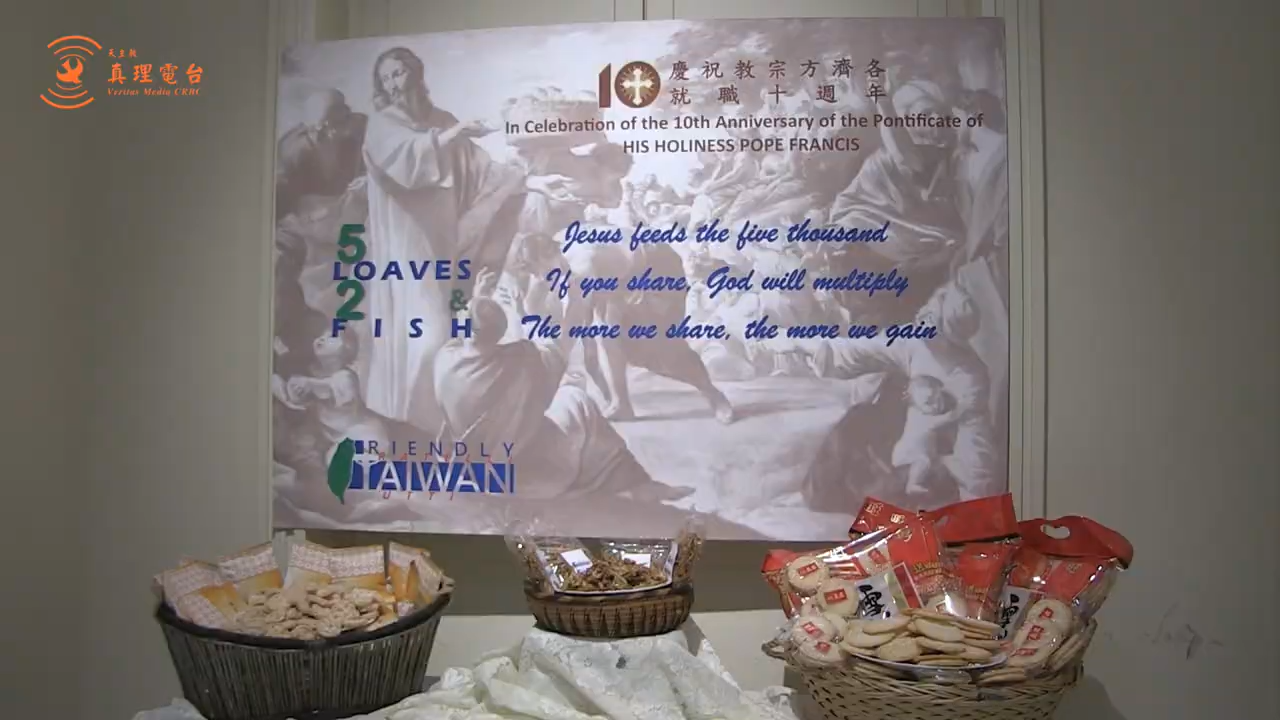 天主教
真理電台
Veritas Media CRBC
10
慶祝教宗方濟各
就職十週年
In Celebration of the 10th Anniversary of the Pontificate of
HIS HOLINESS POPE FRANCIS
Jesus feeds the five thousand
If you share, God will multiply
The more we share, the more we gain
5
LOAVES
2 &
FISH
FRIENDLY
TAIWAN
雪